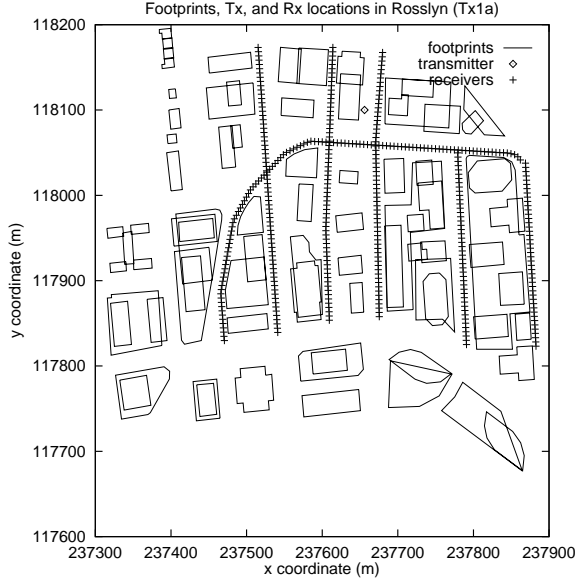 Footprints, Tx, and Rx locations in Rosslyn (Tx1a)
118200
footprints
transmitter
receivers
118100
118000
y coordinate (m)
117900
117800
117700
117600
237300 237400 237500 237600 237700 237800 237900
x coordinate (m)